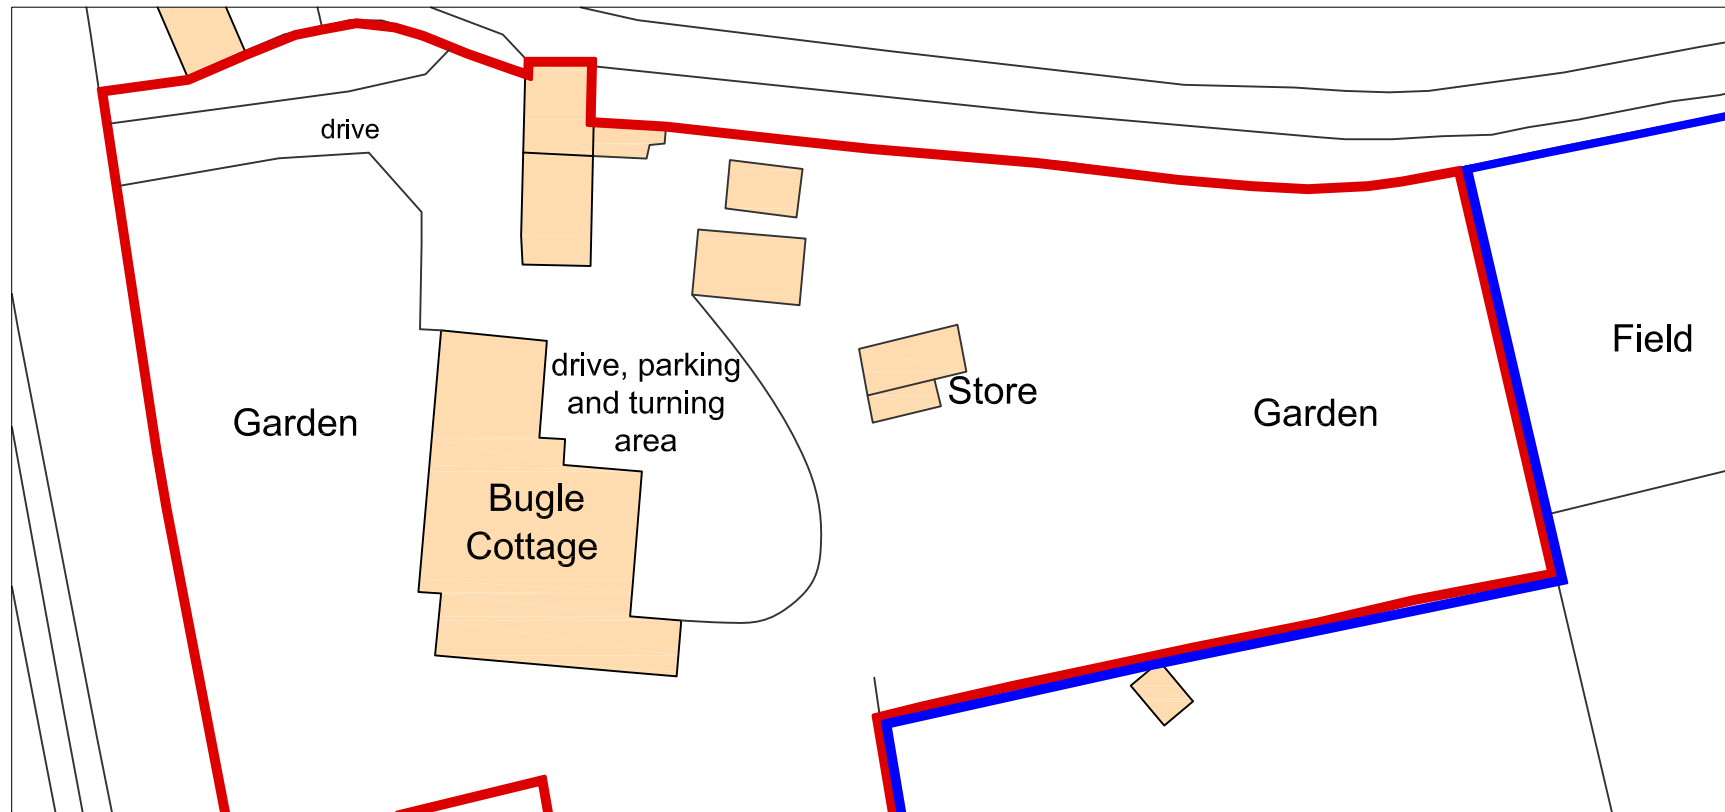 drive
drive, parking
and turning
area
Store
Field
Garden
Garden
Bugle
Cottage